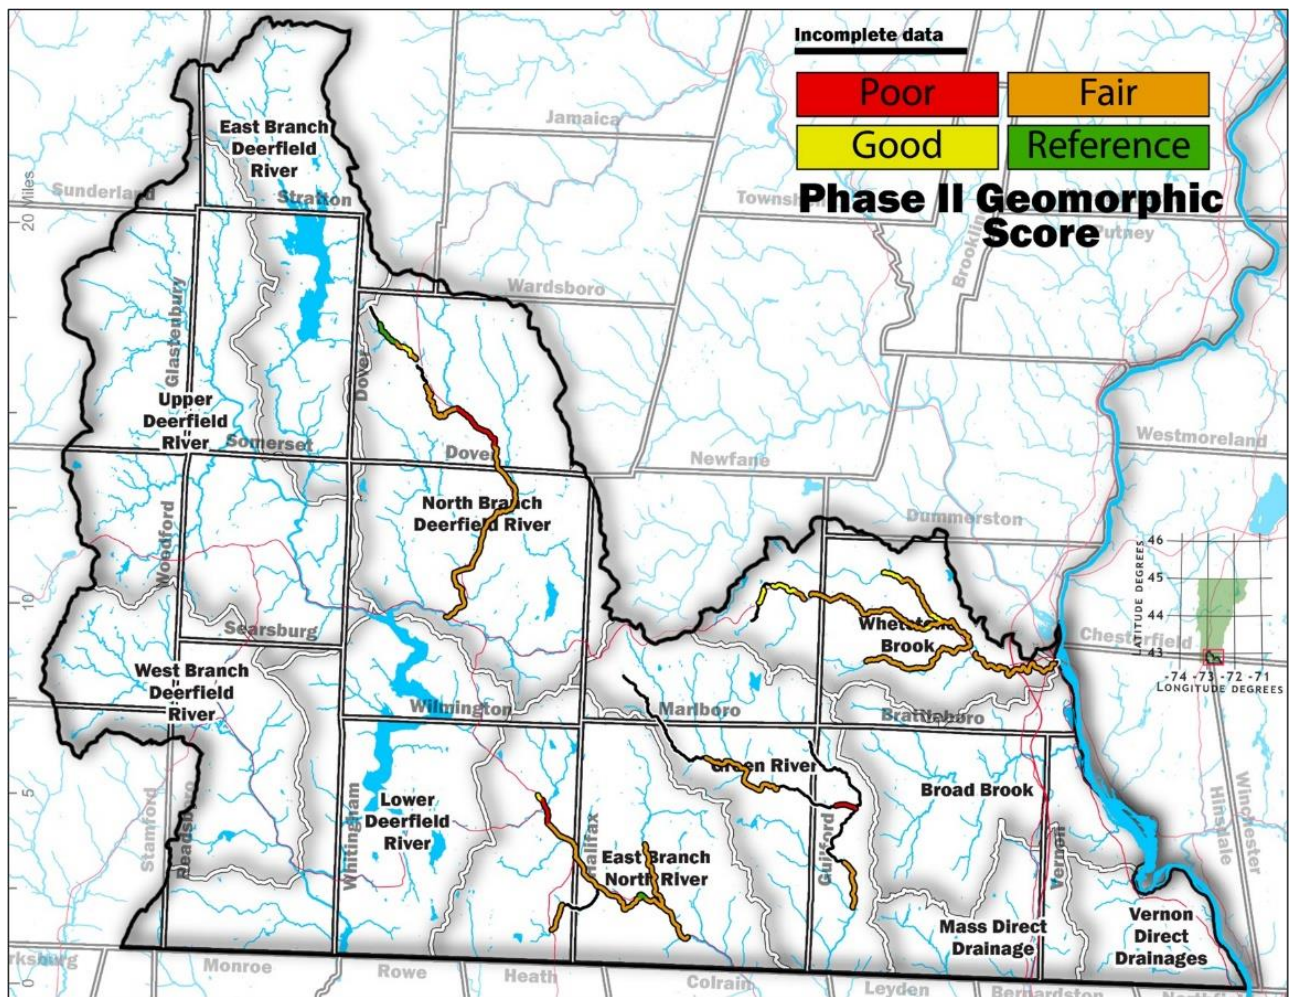 Incomplete data
Poor
Fair
Good
Reference
Phase II Geomorphic
Score
East Branch
Deerfield
River
Jamaica
Sunderland
Stratton
20 Miles
Putney
Wardsboro
Glastenbury
Dover
Upper
Deerfield
River
Somerset
Dover
Newfane
Westmoreland
North Branch
Deerfield River
Woodford
Dummerston
Searsburg
10
Whetstone
Brook
Chesterfield
LATITUDE DEGREES
46
45
44
43
-74 -73 -72 -71
LONGITUDE DEGREES
West Branch
Deerfield
River
Wilmington
Marlboro
Brattleboro
Green River
Broad Brook
5
Stamford
Readsboro
Whitingham
Lower
Deerfield
River
Halifax
East Branch
North River
Guilford
Vernon
Hinsdale
Winchester
Mass Direct
Drainage
Vernon
Direct
Drainages
0
rksburg
Monroe
Rowe
Heath
Colrain
Leyden
Bernardston